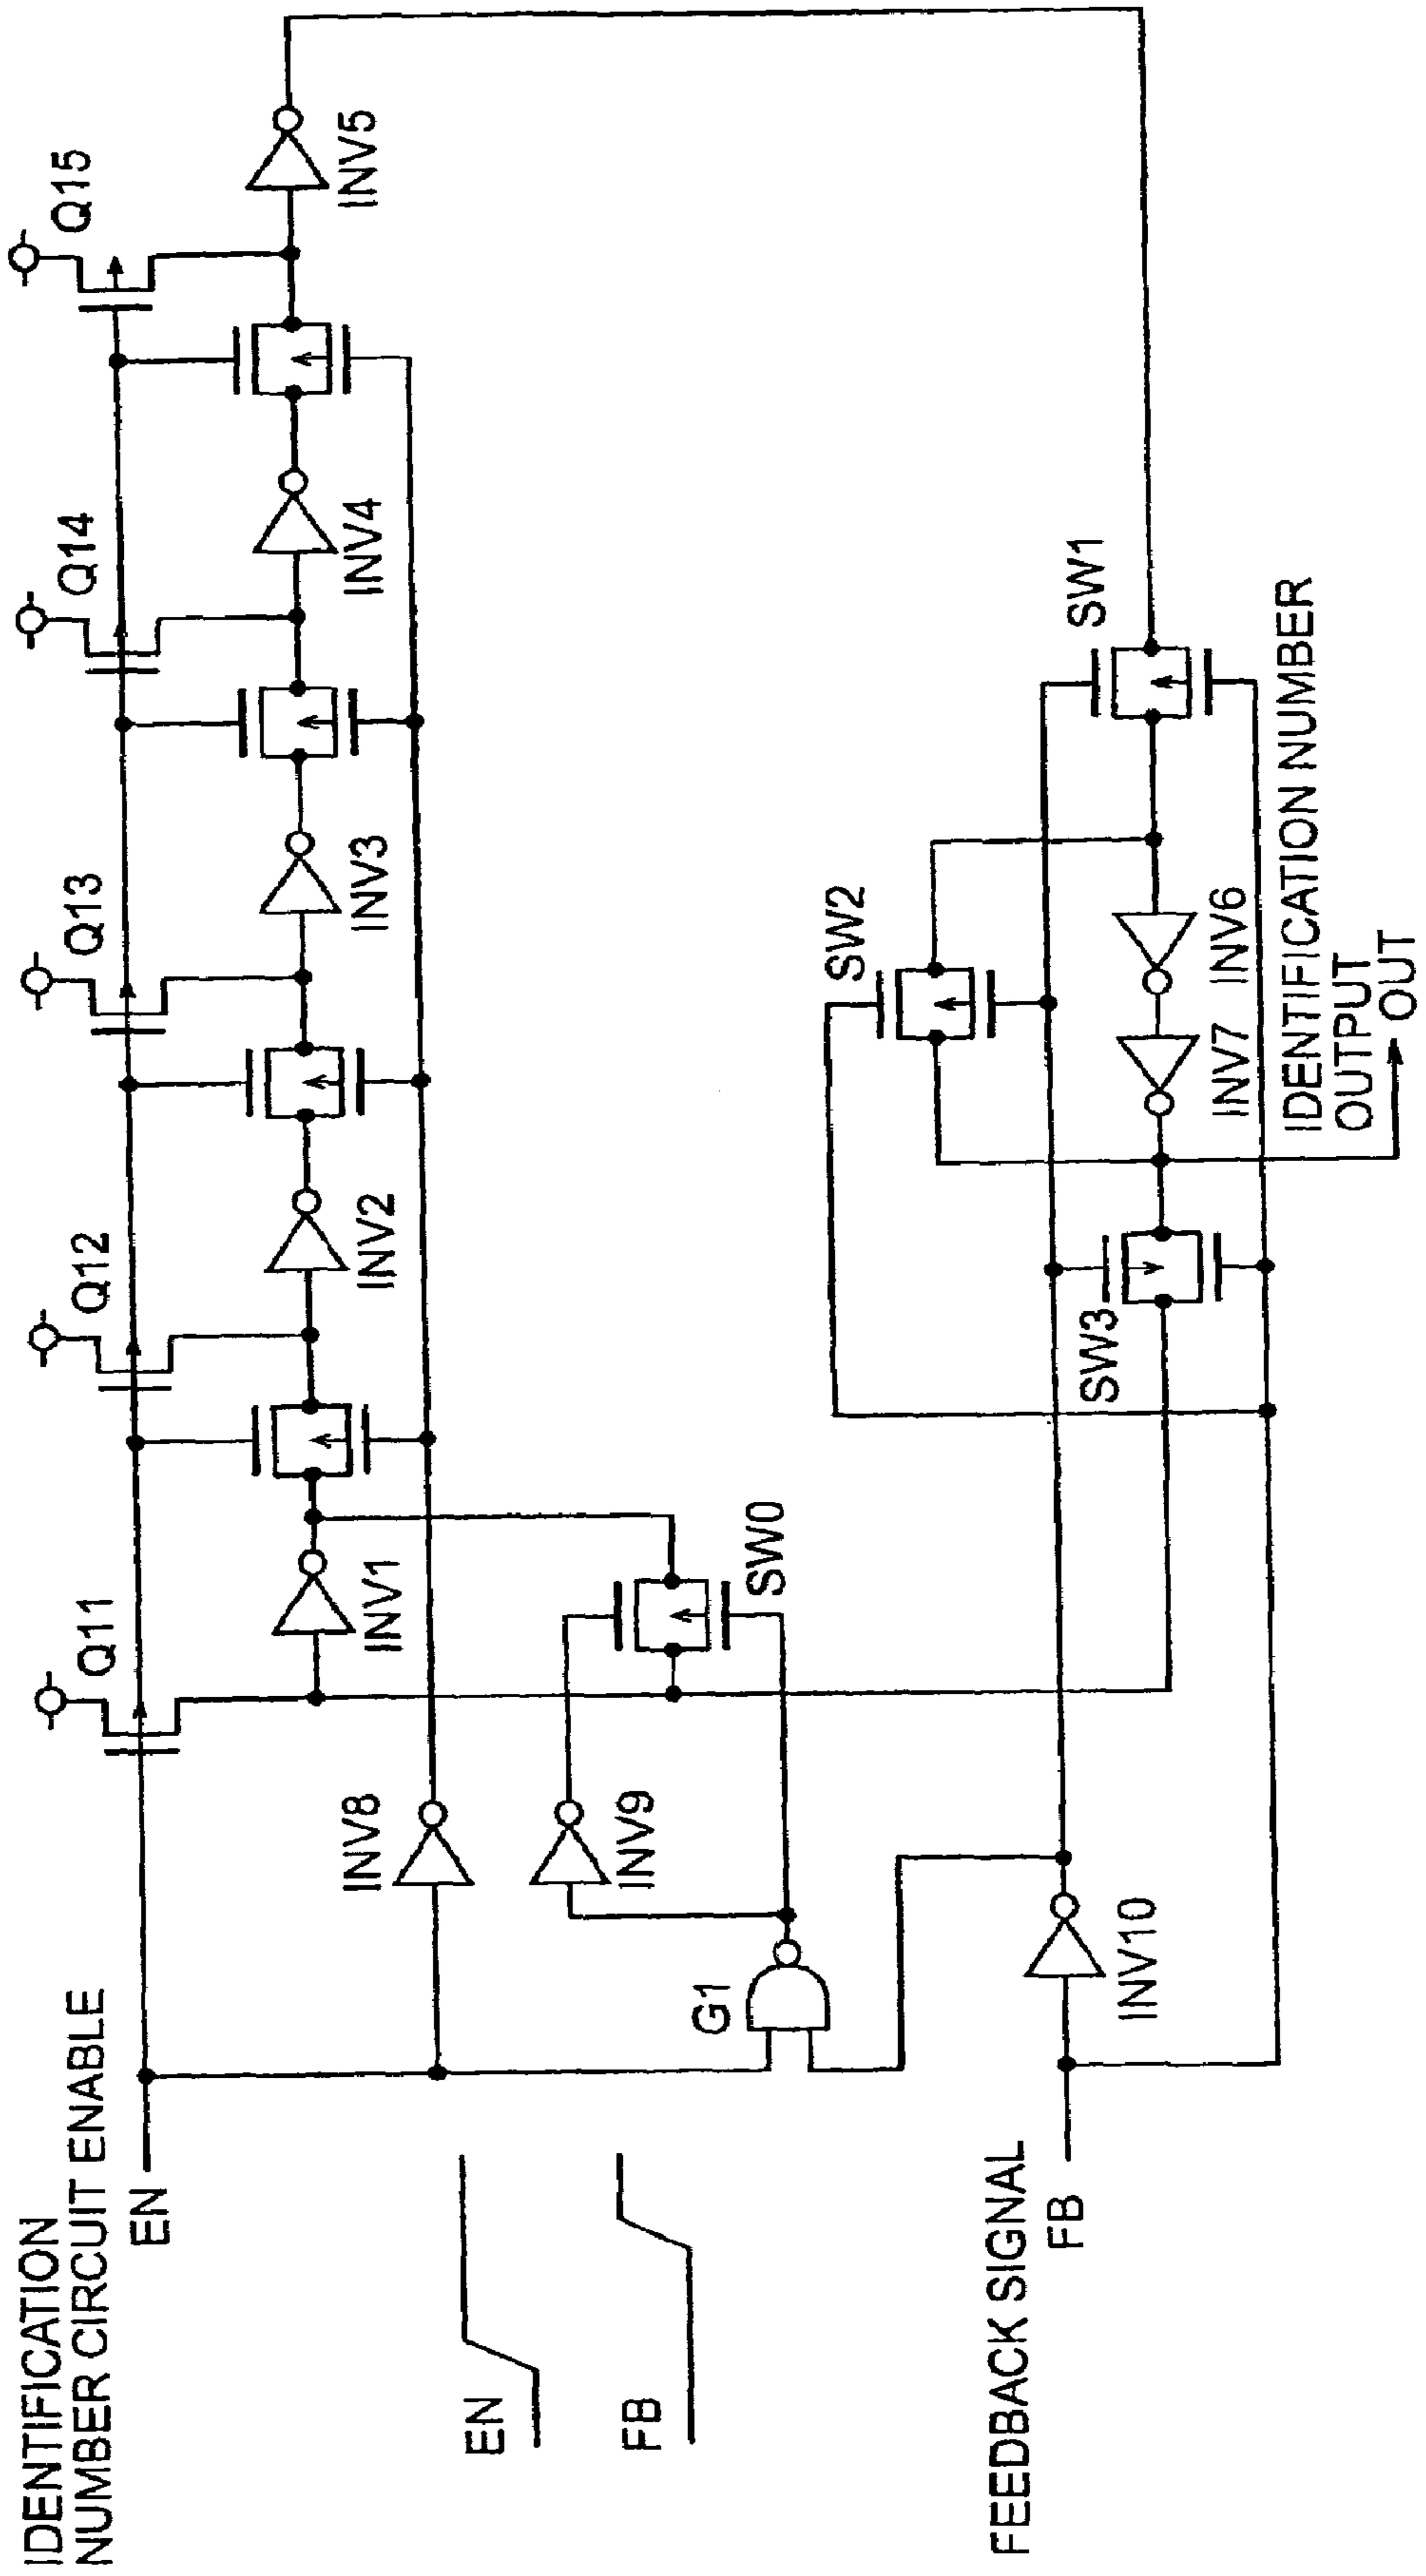 IDENTIFICATION
NUMBER CIRCUIT ENABLE
EN
Q11
Q12
Q13
Q14
Q15
INV1
INV2
INV3
INV4
INV5
INV8
INV9
SW0
G1
EN
FB
SW2
SW1
SW3
INV7
INV6
IDENTIFICATION NUMBER
OUTPUT
OUT
FEEDBACK SIGNAL
FB
INV10